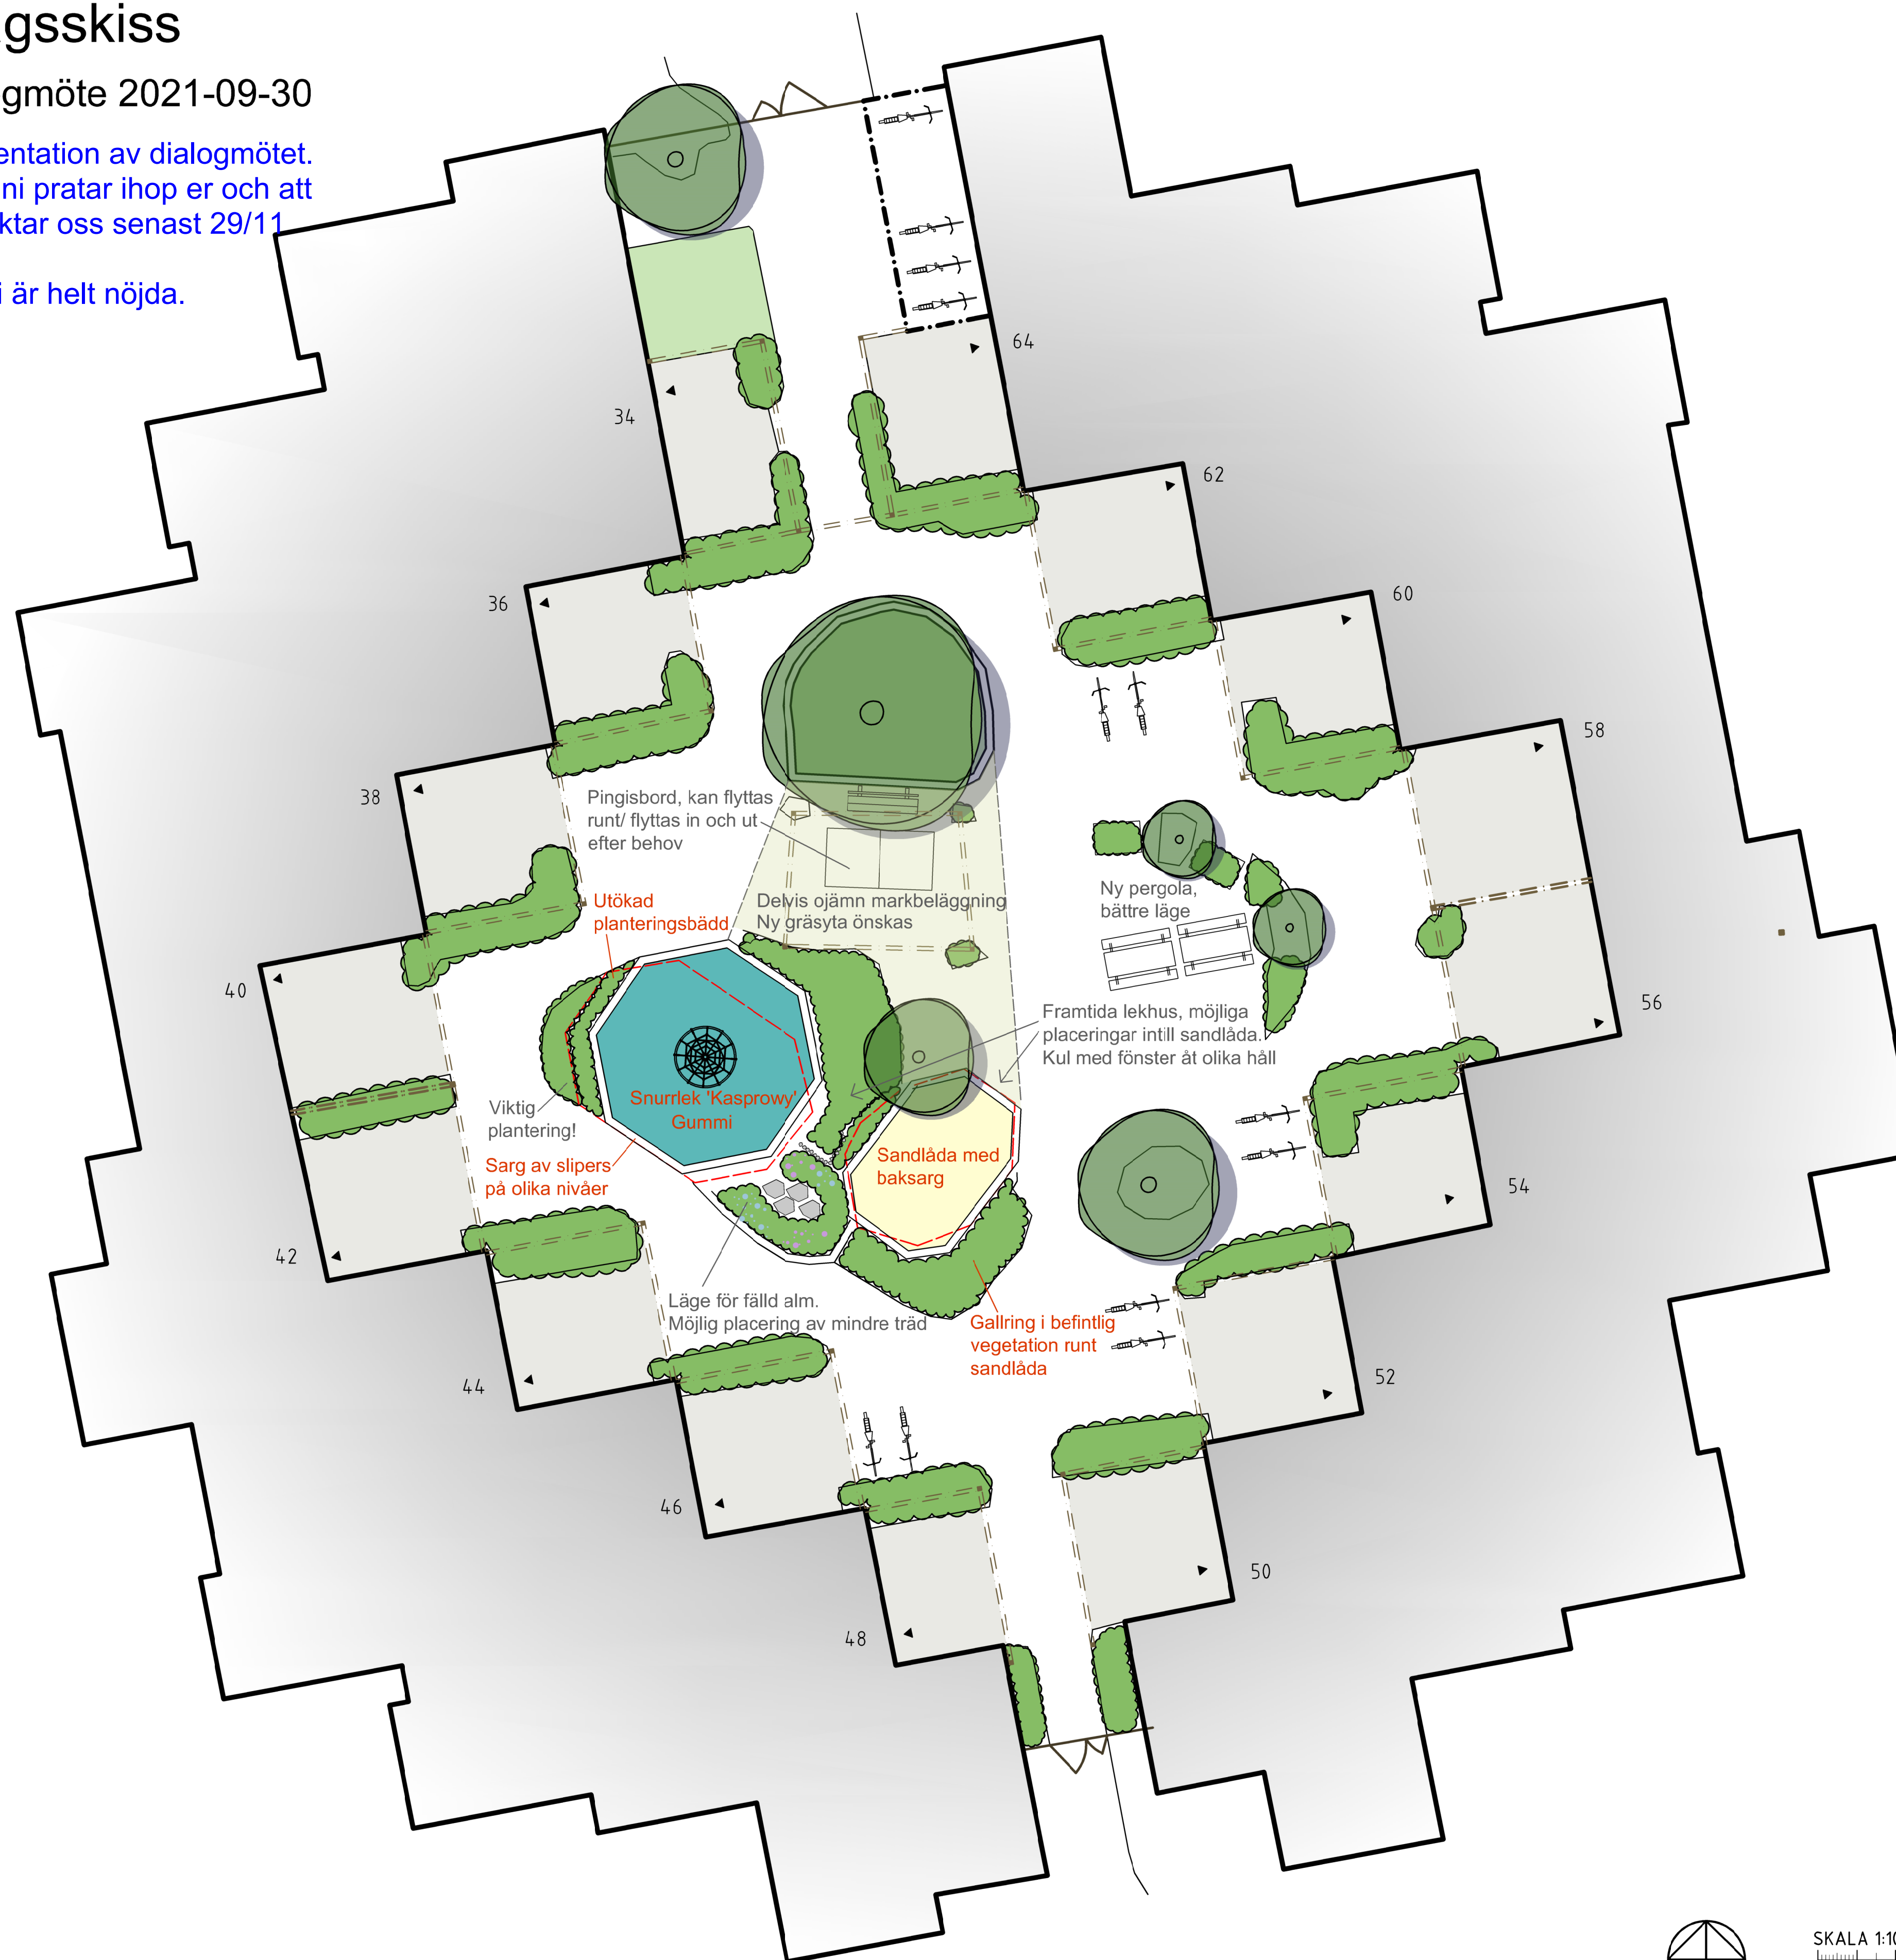 gsskiss
gmöte 2021-09-30
entation av dialogmötet.
ni pratar ihop er och att
ktar oss senast 29/11
i är helt nöjda.
64
34
62
36
60
58
38
Pingisbord, kan flyttas
runt/ flyttas in och ut
efter behov
Utökad
planteringsbädd
Delvis ojämn markbeläggning
Ny gräsyta önskas
Ny pergola,
bättre läge
40
56
Framtida lekhus, möjliga
placeringar intill sandlåda.
Kul med fönster åt olika håll
Snurrlek 'Kasprowy'
Gummi
Viktig
plantering!
Sarg av slipers
på olika nivåer
Sandlåda med
baksarg
54
42
Läge för fälld alm.
Möjlig placering av mindre träd
Gallring i befintlig
vegetation runt
sandlåda
44
52
46
50
48
SKALA 1:10